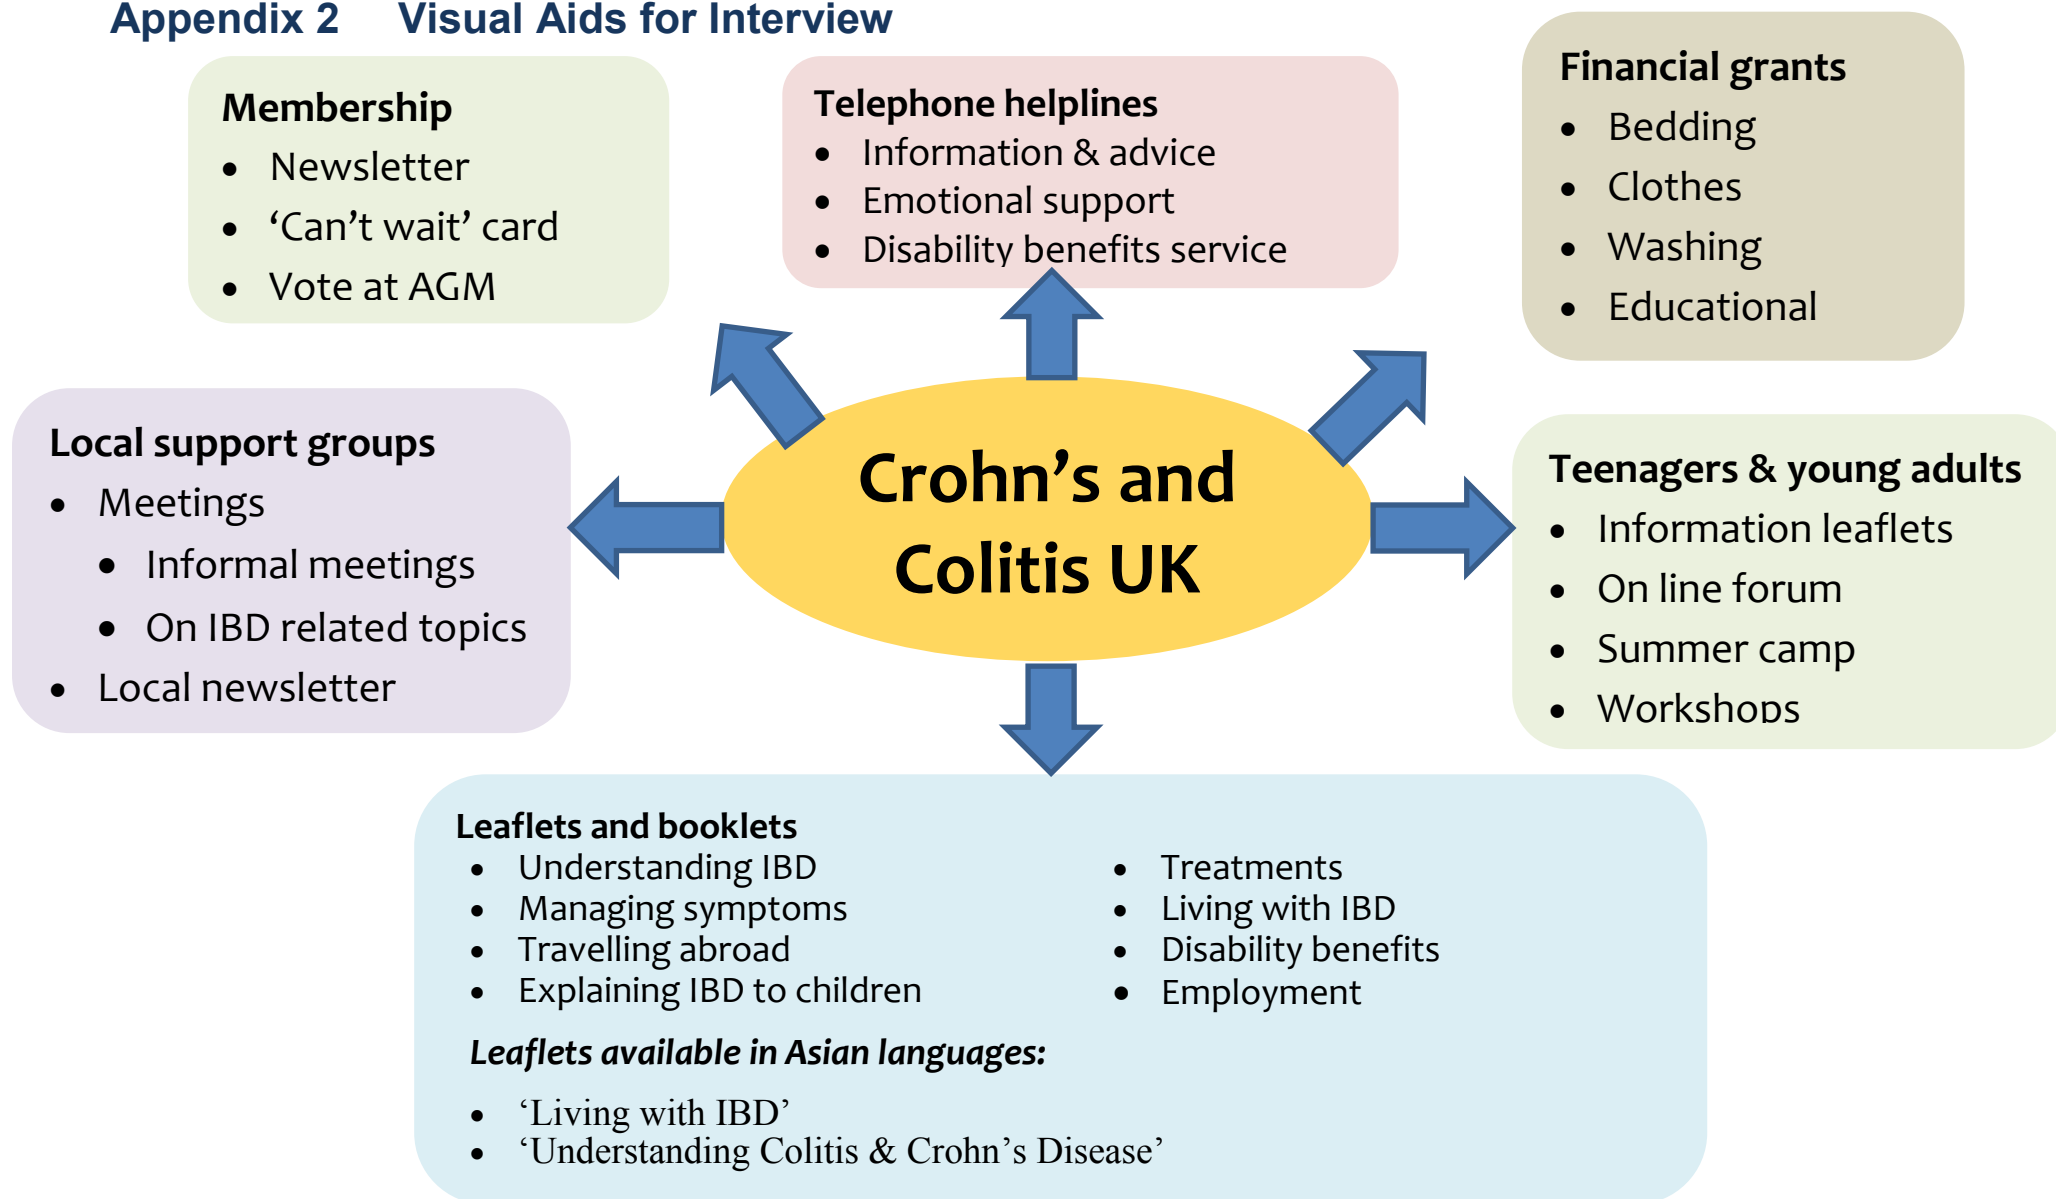 Appendix 2 Visual Aids for Interview
Membership
• Newsletter
• ‘Can’t wait’ card
• Vote at AGM
Telephone helplines
• Information & advice
• Emotional support
• Disability benefits service
Financial grants
• Bedding
• Clothes
• Washing
• Educational
Local support groups
• Meetings
• Informal meetings
• On IBD related topics
• Local newsletter
Crohn’s and
Colitis UK
Teenagers & young adults
• Information leaflets
• On line forum
• Summer camp
• Workshops
Leaflets and booklets
• Understanding IBD
• Managing symptoms
• Travelling abroad
• Explaining IBD to children
• Treatments
• Living with IBD
• Disability benefits
• Employment
Leaflets available in Asian languages:
• ‘Living with IBD’
• ‘Understanding Colitis & Crohn’s Disease’